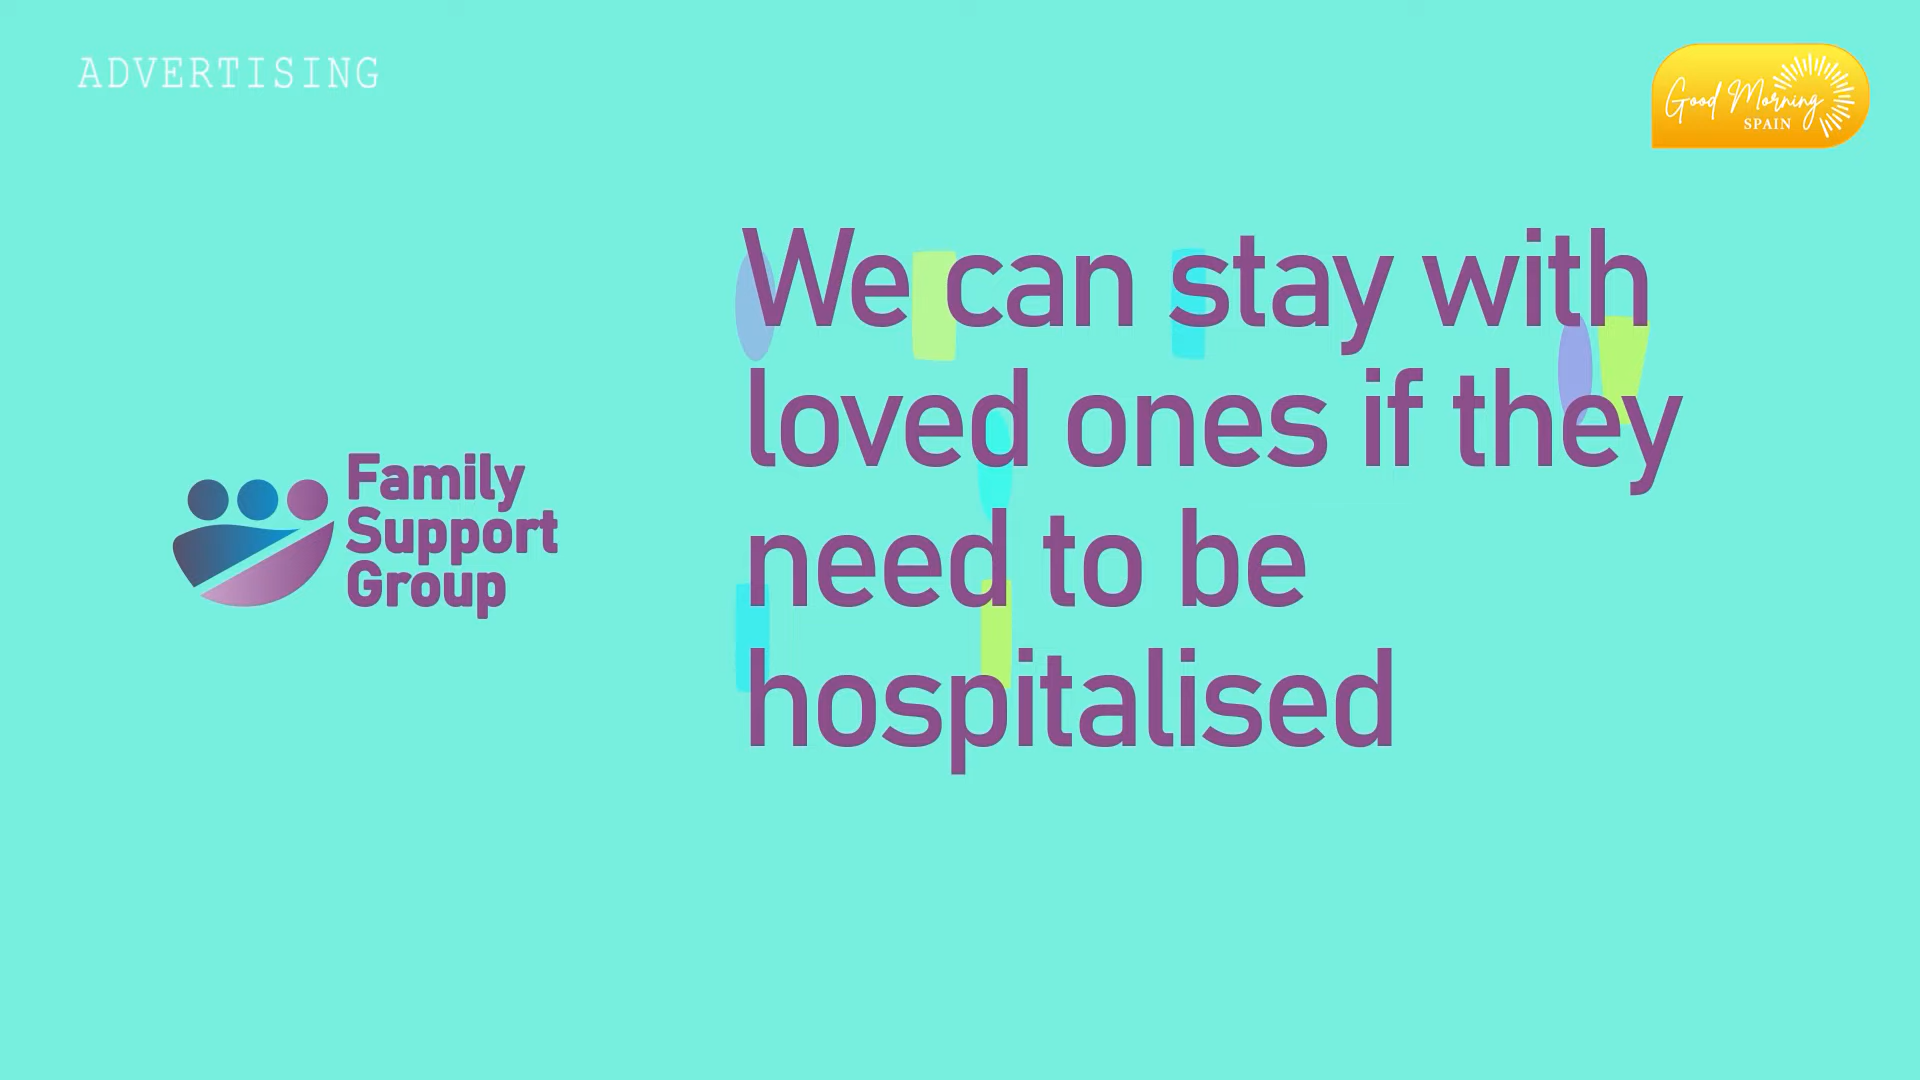 ADVERTISING
Good Morning
SPAIN
We can stay with
loved ones if they
need to be
hospitalised
Family
Support
Group